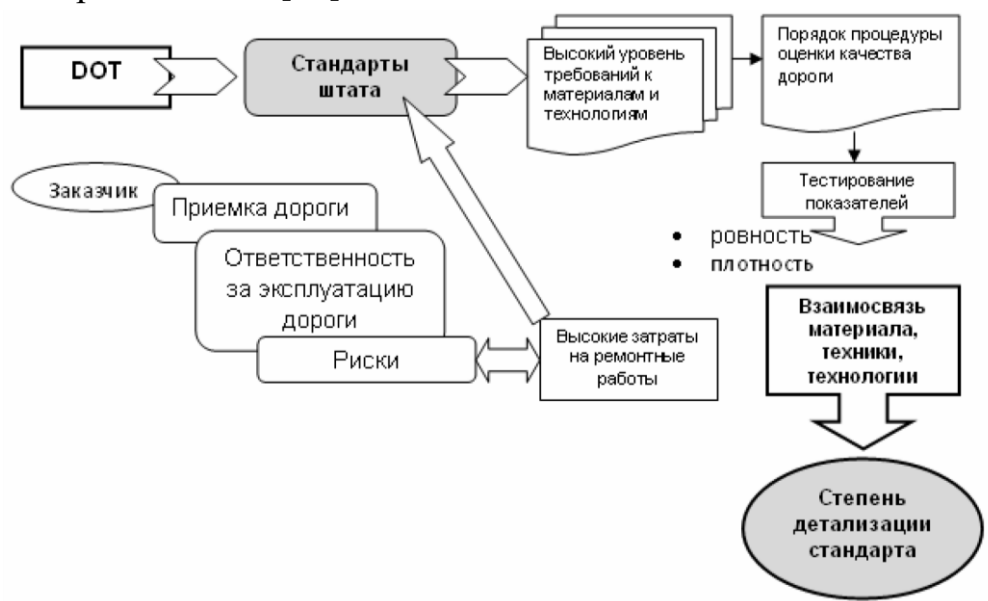 DOT
Стандарты
штата
Высокий уровень
требований к
материалам и
технологиям
Порядок процедуры
оценки качества
дороги
Тестирование
показателей
• ровность
• плотность
Заказчик
Приемка дороги
Ответственность
за эксплуатацию
дороги
Риски
Высокие затраты
на ремонтные
работы
Взаимосвязь
материала,
техники,
технологии
Степень
детализации
стандарта